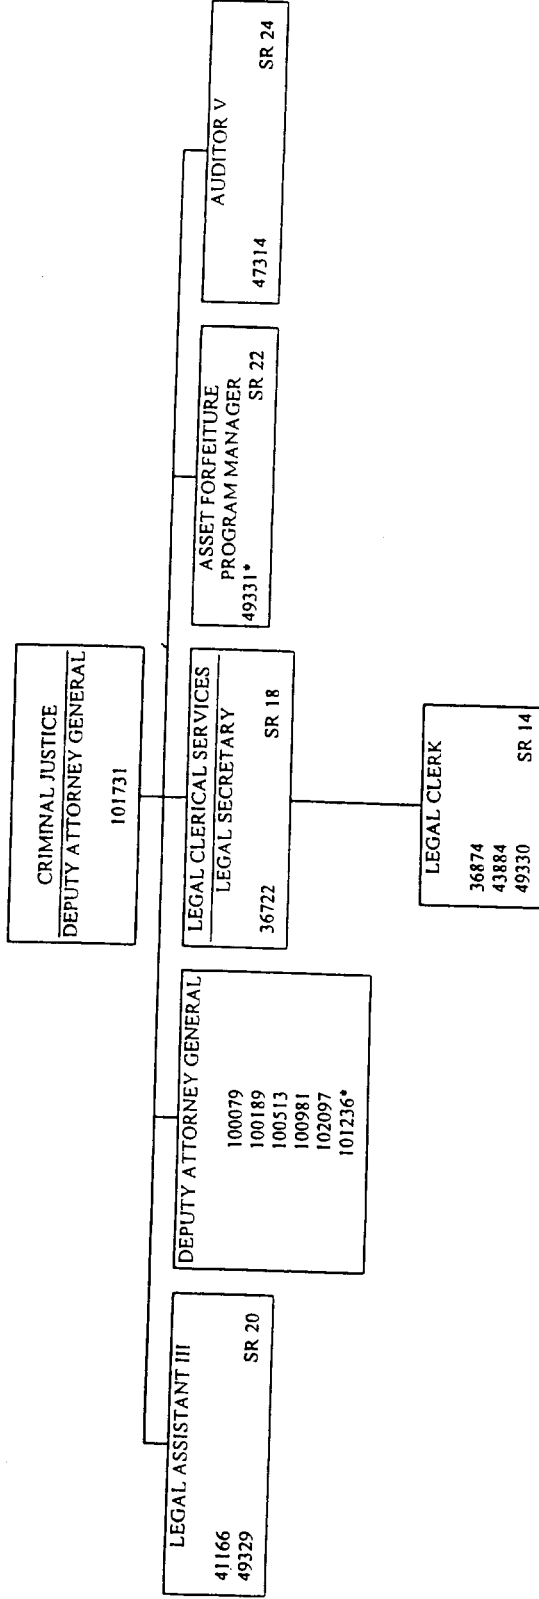 CRIMINAL JUSTICE
DEPUTY ATTORNEY GENERAL
101731
LEGAL ASSISTANT III
41166
49329 SR 20
DEPUTY ATTORNEY GENERAL
100079
100189
100513
100981
102097
101236*
LEGAL CLERICAL SERVICES
LEGAL SECRETARY
36722 SR 18
LEGAL CLERK
36874
43884
49330 SR 14
ASSET FORFEITURE
PROGRAM MANAGER
49331* SR 22
AUDITOR V
47314 SR 24